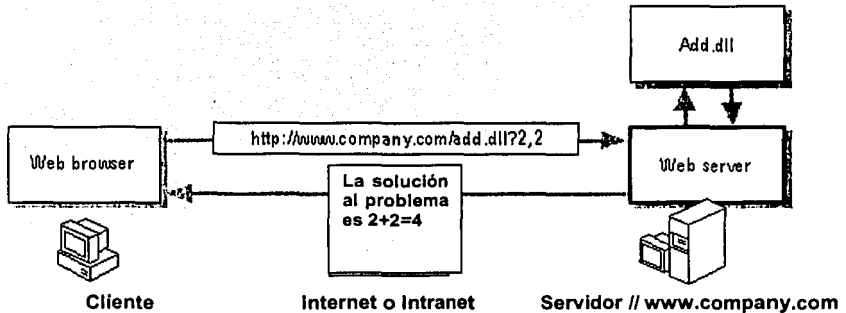 Add.dll
http://www.company.com/add.dll?2,2
Web browser
Web server
La solución
al problema
es 2+2=4
Cliente
Internet o Intranet
Servidor // www.company.com